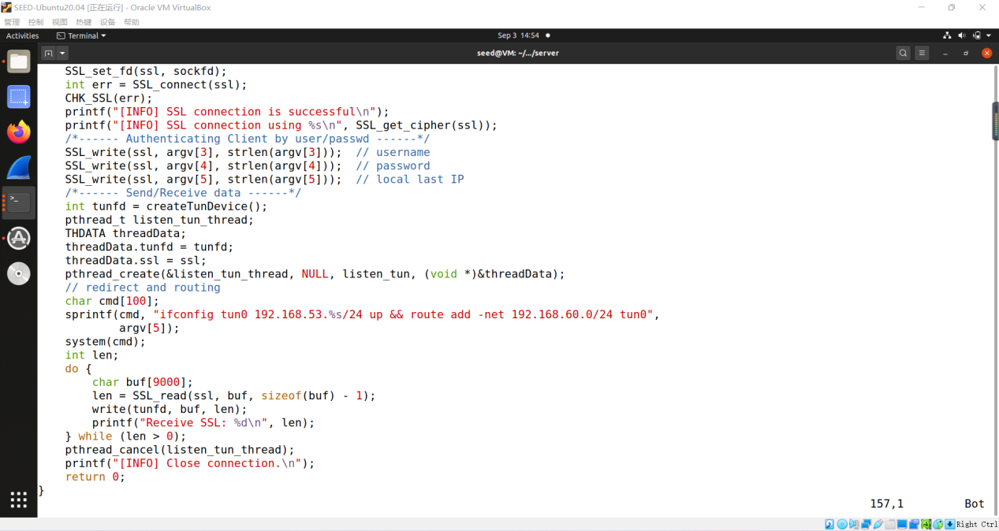 SEED-Ubuntu20.04 [正在运行] - Oracle VM VirtualBox
管理 控制 视图 热键 设备 帮助
Activities Terminal Sep 3 14:54
seed@VM: ~/.../server
    SSL_set_fd(ssl, sockfd);
    int err = SSL_connect(ssl);
    CHK_SSL(err);
    printf("[INFO] SSL connection is successful\n");
    printf("[INFO] SSL connection using %s\n", SSL_get_cipher(ssl));
    /*------ Authenticating Client by user/passwd ------*/
    SSL_write(ssl, argv[3], strlen(argv[3]));  // username
    SSL_write(ssl, argv[4], strlen(argv[4]));  // password
    SSL_write(ssl, argv[5], strlen(argv[5]));  // local last IP
    /*------ Send/Receive data ------*/
    int tunfd = createTunDevice();
    pthread_t listen_tun_thread;
    THDATA threadData;
    threadData.tunfd = tunfd;
    threadData.ssl = ssl;
    pthread_create(&listen_tun_thread, NULL, listen_tun, (void *)&threadData);
    // redirect and routing
    char cmd[100];
    sprintf(cmd, "ifconfig tun0 192.168.53.%s/24 up && route add -net 192.168.60.0/24 tun0",
            argv[5]);
    system(cmd);
    int len;
    do {
        char buf[9000];
        len = SSL_read(ssl, buf, sizeof(buf) - 1);
        write(tunfd, buf, len);
        printf("Receive SSL: %d\n", len);
    } while (len > 0);
    pthread_cancel(listen_tun_thread);
    printf("[INFO] Close connection.\n");
    return 0;
}
157,1 Bot
Right Ctrl